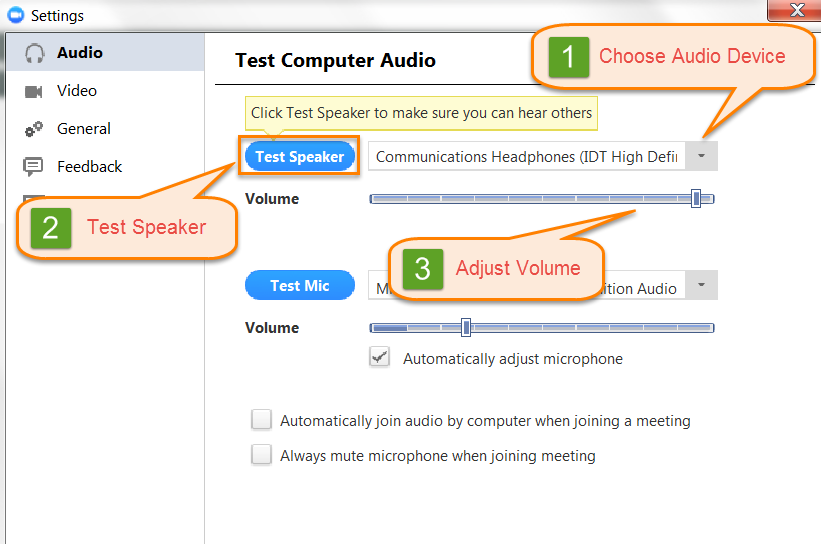 Settings
Audio
Video
General
Feedback
Test Computer Audio
1 Choose Audio Device
Click Test Speaker to make sure you can hear others
Test Speaker
Communications Headphones (IDT High Defi
Volume
2 Test Speaker
3 Adjust Volume
Test Mic
ition Audio
Volume
Automatically adjust microphone
Automatically join audio by computer when joining a meeting
Always mute microphone when joining meeting